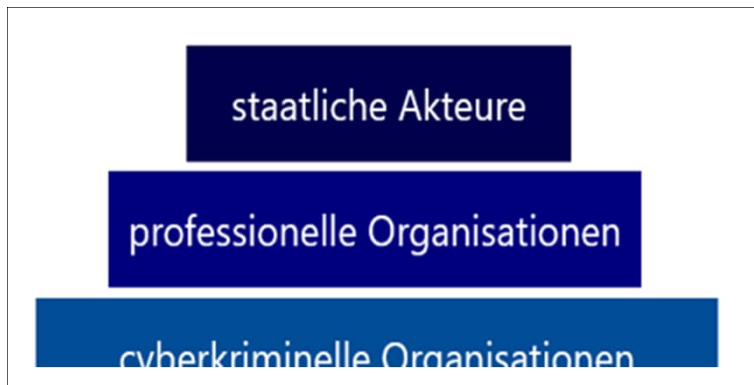 staatliche Akteure
professionelle Organisationen
cyberkriminelle Organisationen